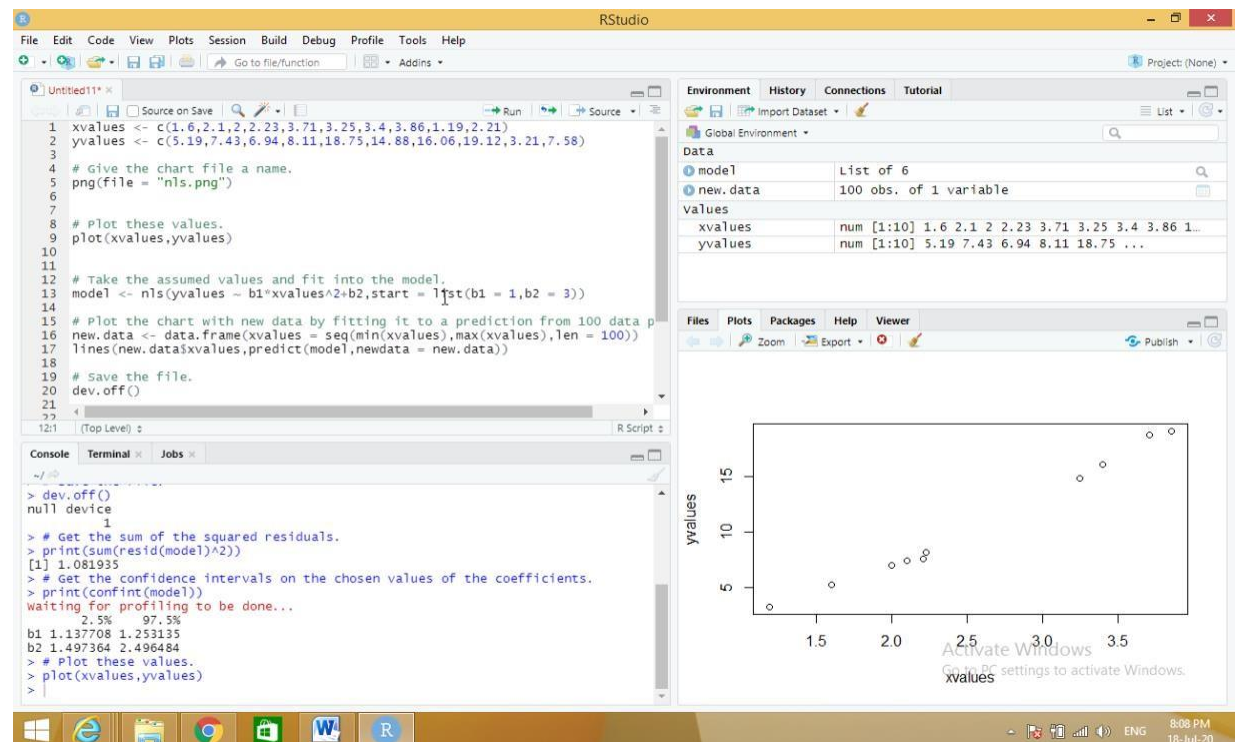 RStudio
File Edit Code View Plots Session Build Debug Profile Tools Help
Go to file/function
Addins
Project: (None)
Untitled11*
Source on Save
Run
Source
1 xvalues <- c(1.6,2.1,2,2.23,3.71,3.25,3.4,3.86,1.19,2.21)
2 yvalues <- c(5.19,7.43,6.94,8.11,18.75,14.88,16.06,19.12,3.21,7.58)
3
4 # Give the chart file a name.
5 png(file = "nls.png")
6
7
8 # Plot these values.
9 plot(xvalues,yvalues)
10
11
12 # Take the assumed values and fit into the model.
13 model <- nls(yvalues ~ b1*xvalues^2+b2,start = list(b1 = 1,b2 = 3))
14
15 # Plot the chart with new data by fitting it to a prediction from 100 data p
16 new.data <- data.frame(xvalues = seq(min(xvalues),max(xvalues),len = 100))
17 lines(new.data$xvalues,predict(model,newdata = new.data))
18
19 # Save the file.
20 dev.off()
21
22
12:1 (Top Level) R Script
Console Terminal Jobs
~/
> dev.off()
null device
1
> # Get the sum of the squared residuals.
> print(sum(resid(model)^2))
[1] 1.081935
> # Get the confidence intervals on the chosen values of the coefficients.
> print(confint(model))
Waiting for profiling to be done...
2.5% 97.5%
b1 1.137708 1.253135
b2 1.497364 2.496484
> # Plot these values.
> plot(xvalues,yvalues)
>
Environment History Connections Tutorial
Import Dataset
List
Global Environment
Data
model List of 6
new.data 100 obs. of 1 variable
Values
xvalues num [1:10] 1.6 2.1 2 2.23 3.71 3.25 3.4 3.86 1…
yvalues num [1:10] 5.19 7.43 6.94 8.11 18.75 ...
Files Plots Packages Help Viewer
Zoom Export Publish
yvalues
15
10
5
1.5 2.0 2.5 3.0 3.5
xvalues
Activate Windows
Go to PC settings to activate Windows.
ENG
8:08 PM
18-Jul-20